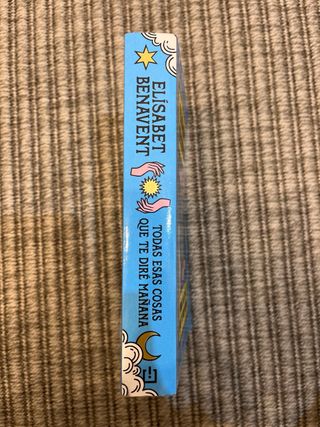 ELÍSABET
BENAVENT
TODAS ESAS COSAS
QUE TE DIRÉ MAÑANA